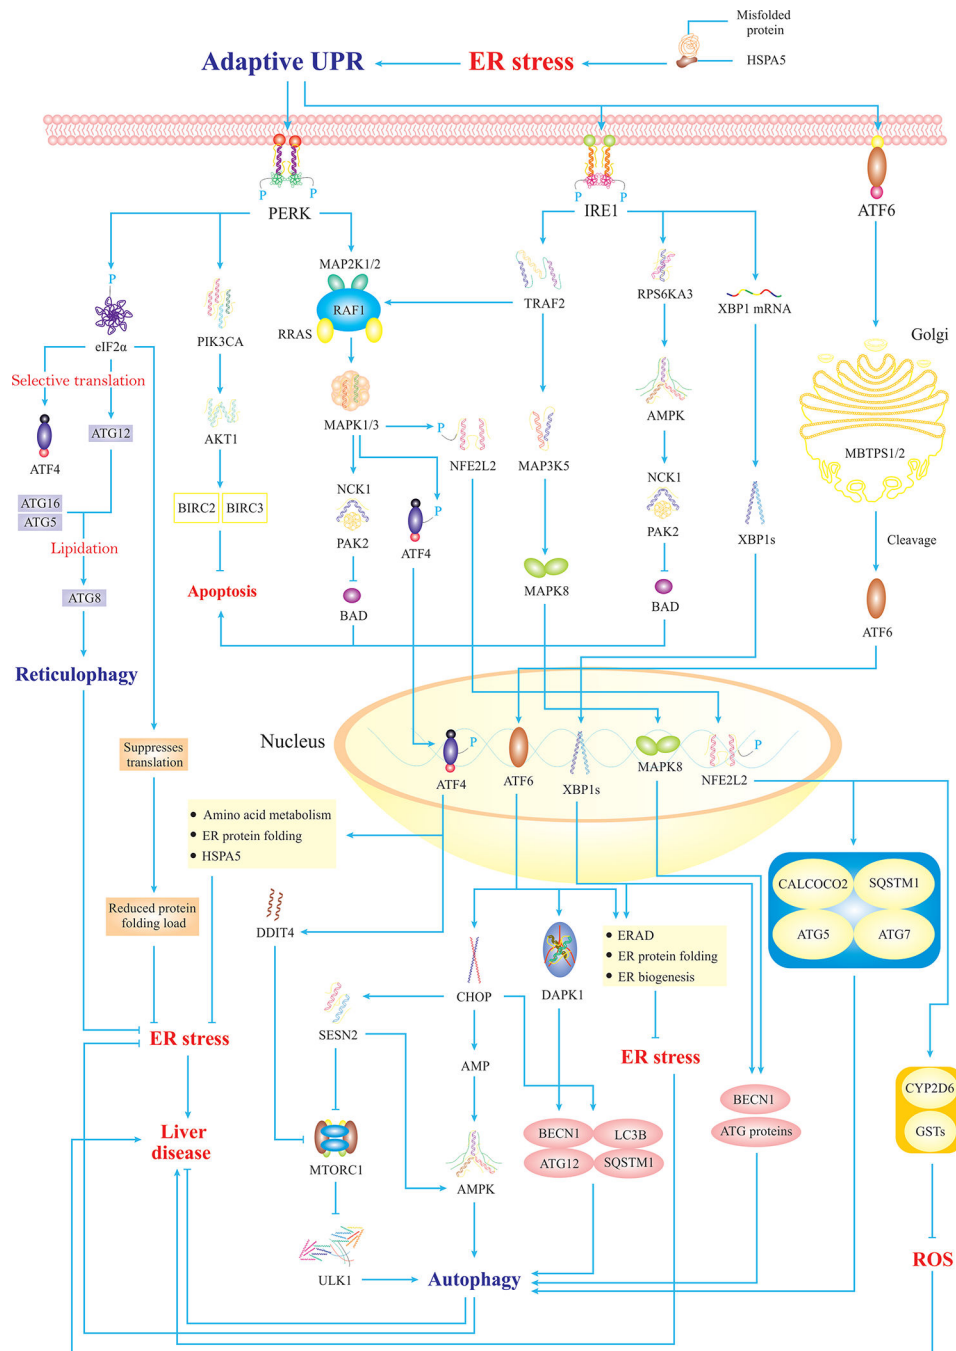 Misfolded
protein
HSPA5
Adaptive UPR
ER stress
P
P
PERK
P
P
IRE1
ATF6
P
eIF2α
PIK3CA
MAP2K1/2
RAF1
RRAS
TRAF2
RPS6KA3
XBP1 mRNA
Golgi
Selective translation
ATF4
ATG12
AKT1
MAPK1/3
P
NFE2L2
MAP3K5
AMPK
MBTPS1/2
ATG16
ATG5
BIRC2
BIRC3
NCK1
PAK2
P
ATF4
NCK1
PAK2
XBP1s
Cleavage
Lipidation
ATG8
Apoptosis
BAD
MAPK8
BAD
ATF6
Reticulophagy
Nucleus
Suppresses
translation
P
ATF4
ATF6
XBP1s
MAPK8
P
NFE2L2
• Amino acid metabolism
• ER protein folding
• HSPA5
CALCOCO2
SQSTM1
ATG5
ATG7
Reduced protein
folding load
DDIT4
CHOP
DAPK1
• ERAD
• ER protein folding
• ER biogenesis
ER stress
SESN2
AMP
ER stress
CYP2D6
GSTs
Liver
disease
MTORC1
AMPK
BECN1
LC3B
ATG12
SQSTM1
BECN1
ATG proteins
ULK1
Autophagy
ROS